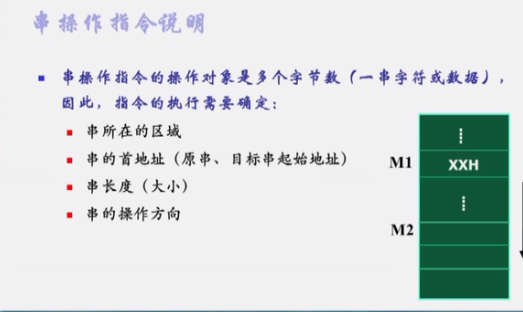 串操作指令说明
串操作指令的操作对象是多个字节数（一串字符或数据），
因此，指令的执行需要确定：
串所在的区域
串的首地址（原串、目标串起始地址）
串长度（大小）
串的操作方向
M1
XXH
M2